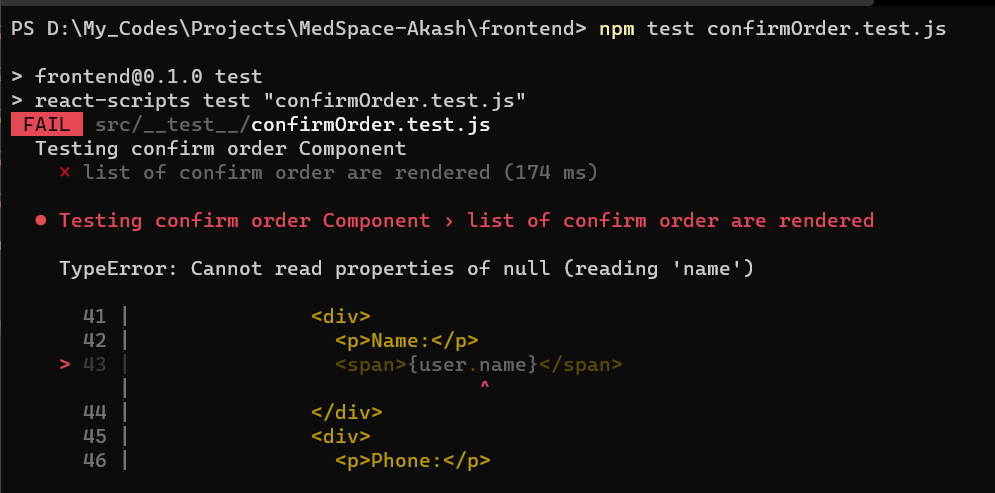 PS D:\My_Codes\Projects\MedSpace-Akash\frontend> npm test confirmOrder.test.js
> frontend@0.1.0 test
> react-scripts test "confirmOrder.test.js"
FAIL src/__test__/confirmOrder.test.js
Testing confirm order Component
× list of confirm order are rendered (174 ms)
● Testing confirm order Component › list of confirm order are rendered
TypeError: Cannot read properties of null (reading 'name')
41 | <div>
42 | <p>Name:</p>
> 43 | <span>{user.name}</span>
| ^
44 | </div>
45 | <div>
46 | <p>Phone:</p>